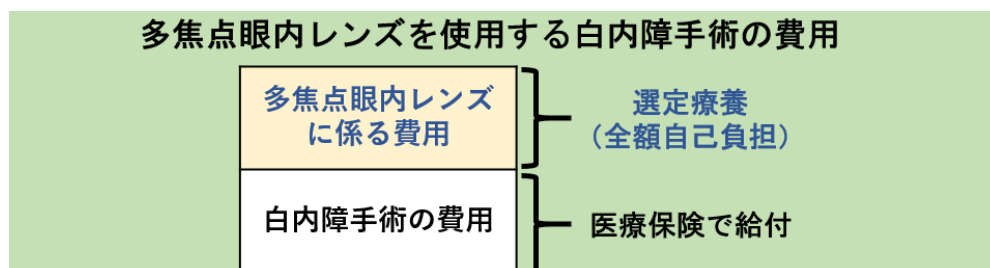 多焦点眼内レンズを使用する白内障手術の費用
多焦点眼内レンズ
に係る費用
選定療養
（全額自己負担）
白内障手術の費用
医療保険で給付